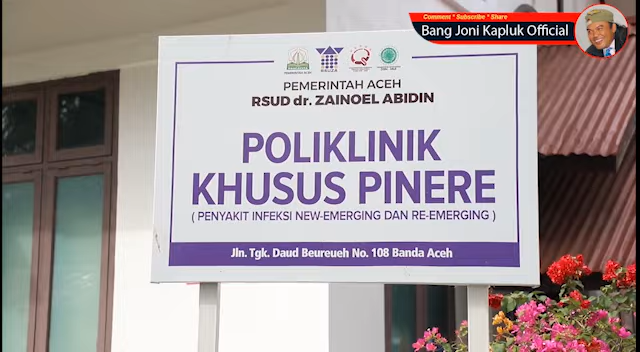 Comment * Subscribe * Share
Bang Joni Kapluk Official
PEMERINTAH ACEH
RSUD dr. ZAINOEL ABIDIN
POLIKLINIK
KHUSUS PINERE
( PENYAKIT INFEKSI NEW-EMERGING DAN RE-EMERGING )
Jln. Tgk. Daud Beureueh No. 108 Banda Aceh